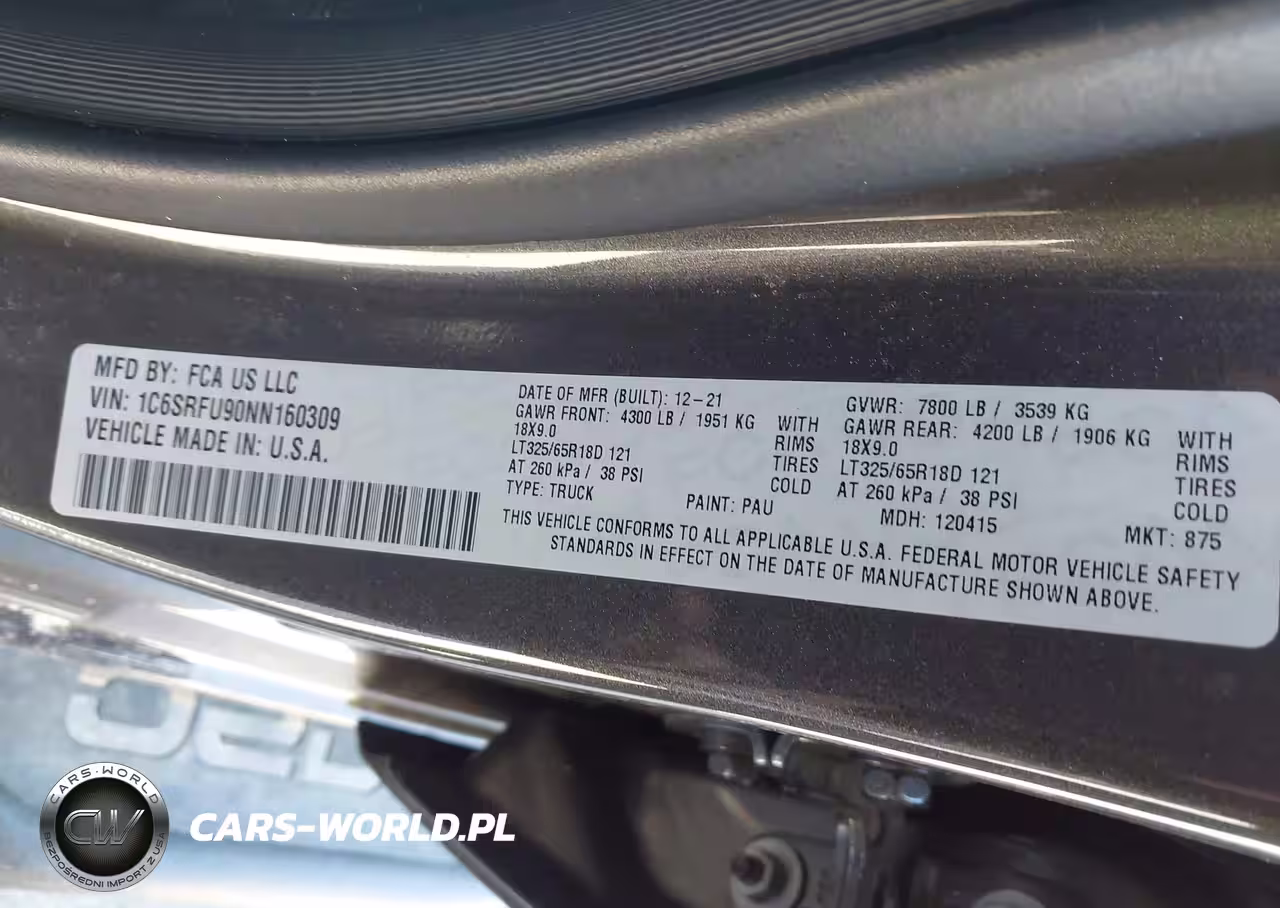 MFD BY: FCA US LLC
VIN: 1C6SRFU90NN160309
VEHICLE MADE IN: U.S.A.
DATE OF MFR (BUILT): 12-21
GAWR FRONT: 4300 LB / 1951 KG WITH
18X9.0 RIMS
LT325/65R18D 121 TIRES
AT 260 kPa / 38 PSI COLD
TYPE: TRUCK PAINT: PAU
GVWR: 7800 LB / 3539 KG
GAWR REAR: 4200 LB / 1906 KG WITH
18X9.0 RIMS
LT325/65R18D 121 TIRES
AT 260 kPa / 38 PSI COLD
MDH: 120415 MKT: 875
THIS VEHICLE CONFORMS TO ALL APPLICABLE U.S.A. FEDERAL MOTOR VEHICLE SAFETY
STANDARDS IN EFFECT ON THE DATE OF MANUFACTURE SHOWN ABOVE.
CARS-WORLD
CW
BEZPOŚREDNI IMPORT Z USA
CARS-WORLD.PL